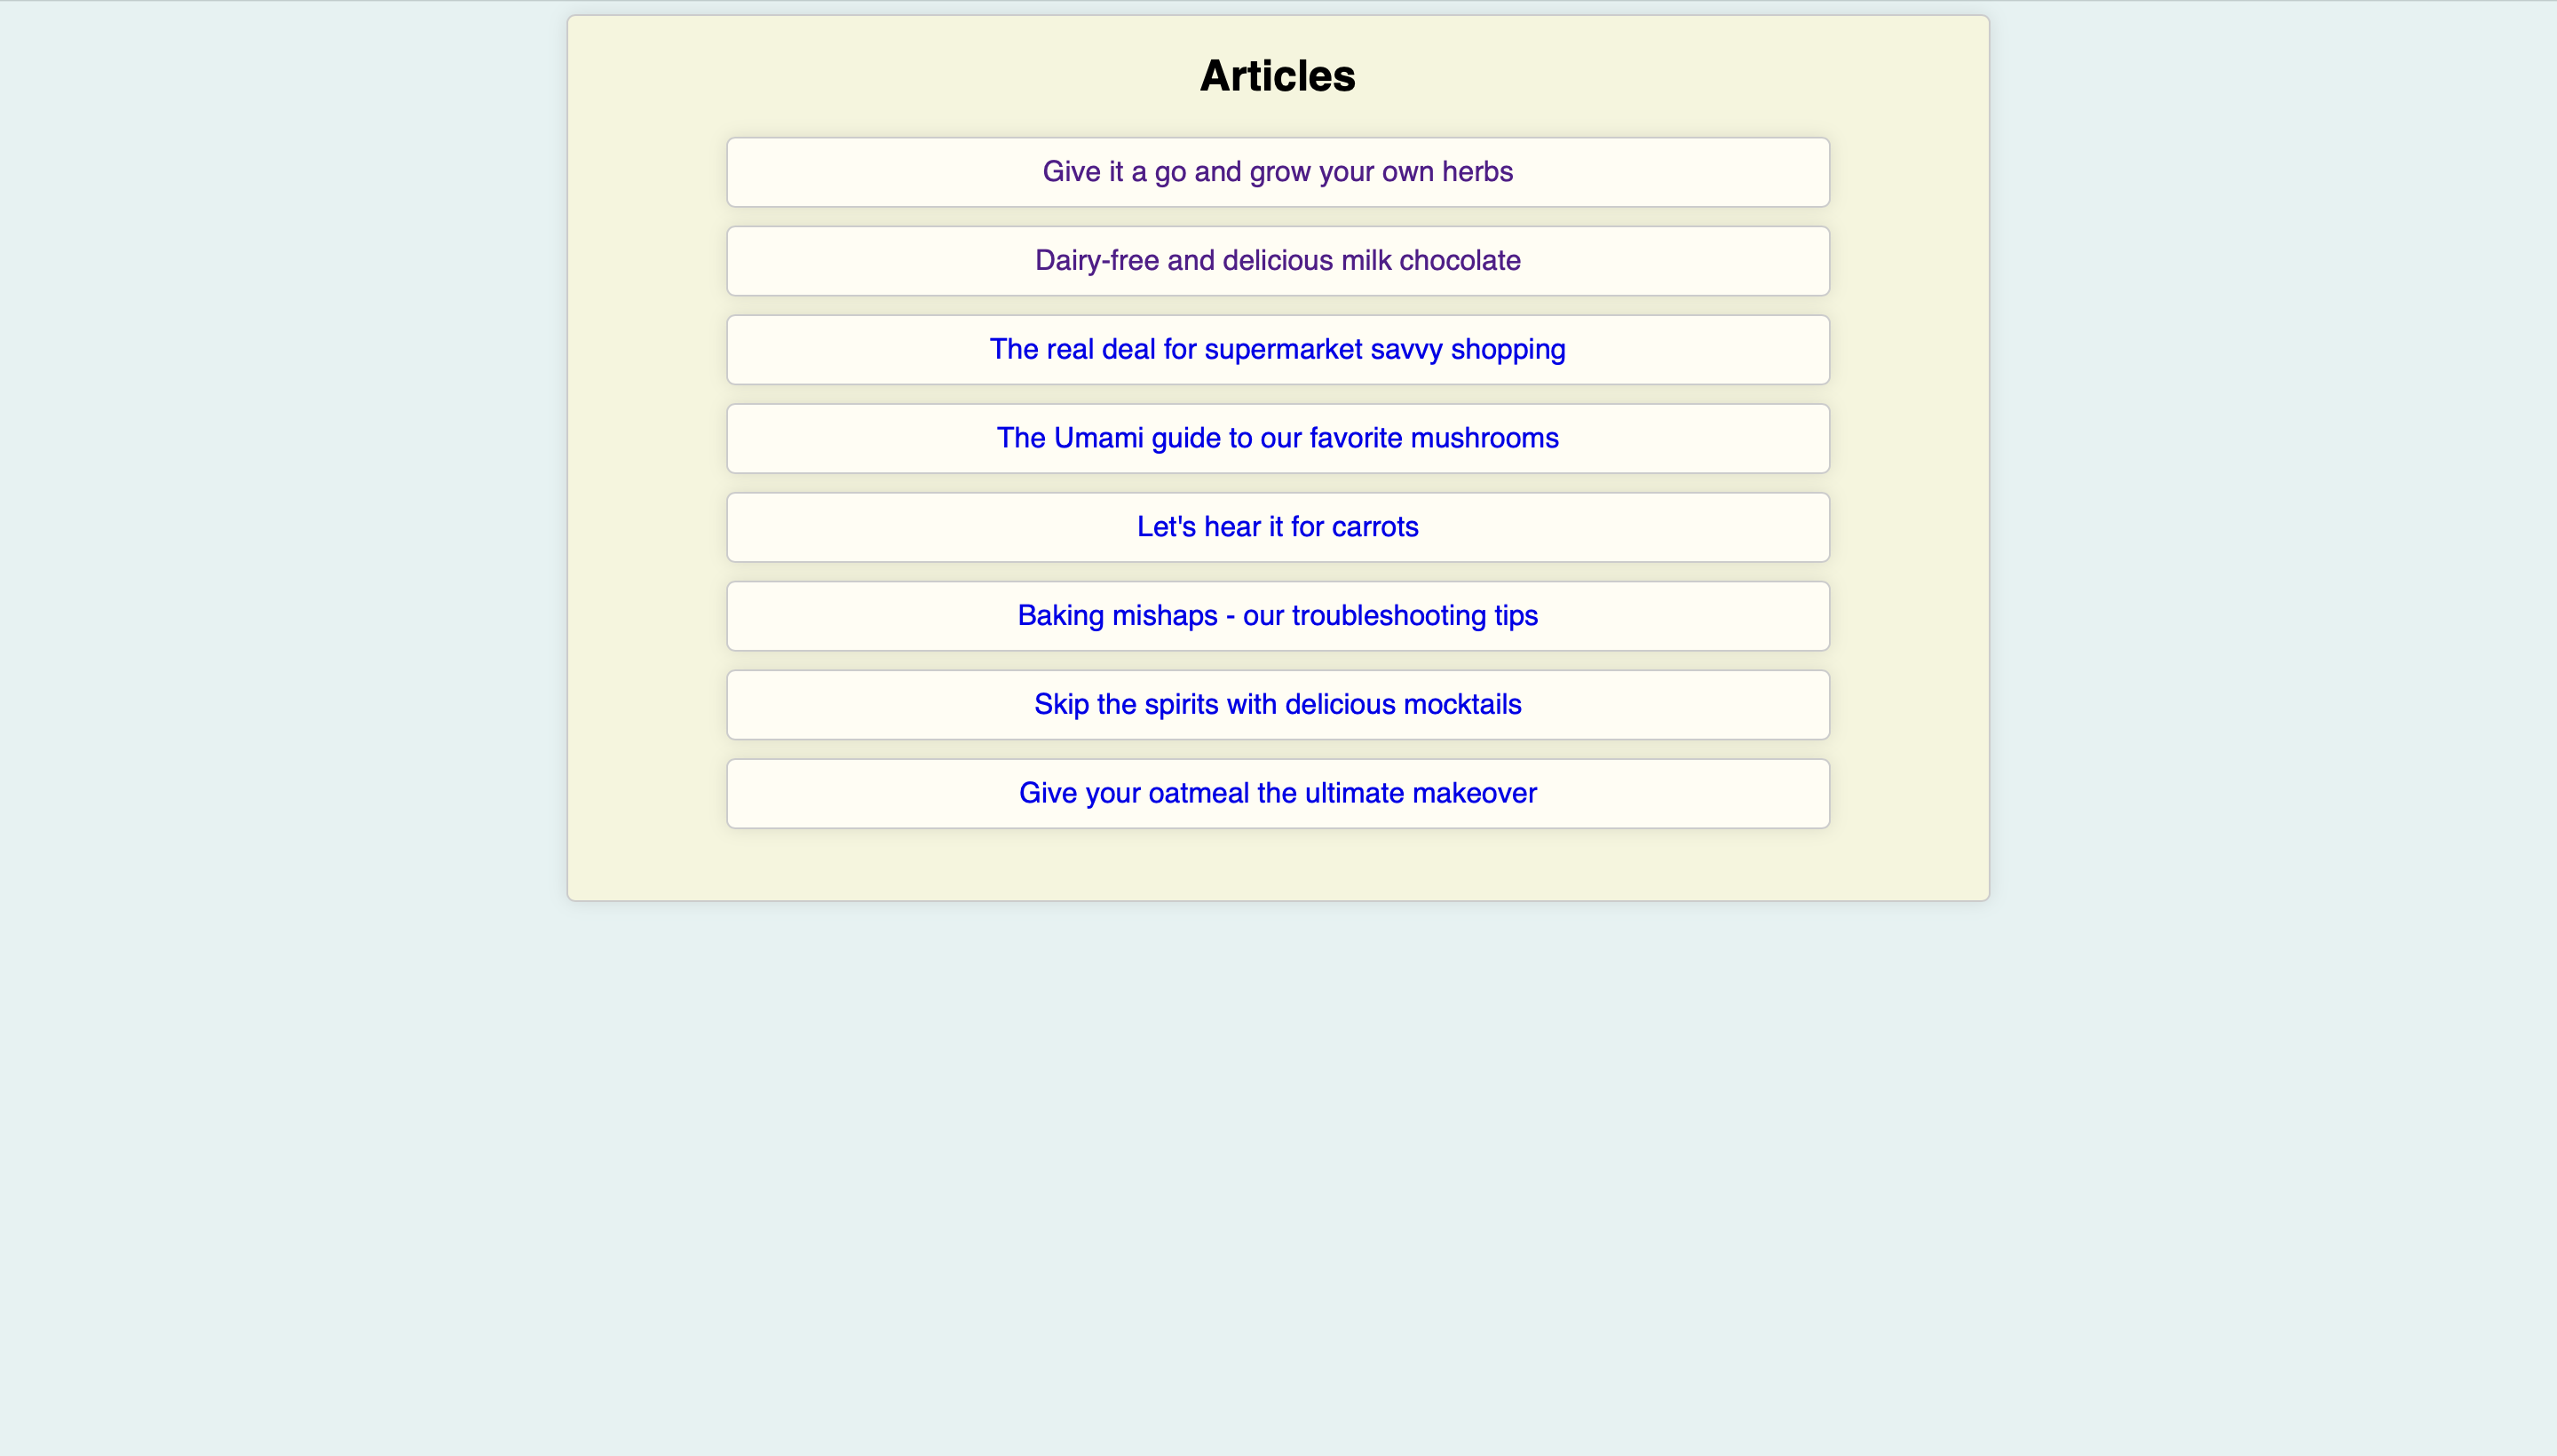 Articles
Give it a go and grow your own herbs
Dairy-free and delicious milk chocolate
The real deal for supermarket savvy shopping
The Umami guide to our favorite mushrooms
Let's hear it for carrots
Baking mishaps - our troubleshooting tips
Skip the spirits with delicious mocktails
Give your oatmeal the ultimate makeover